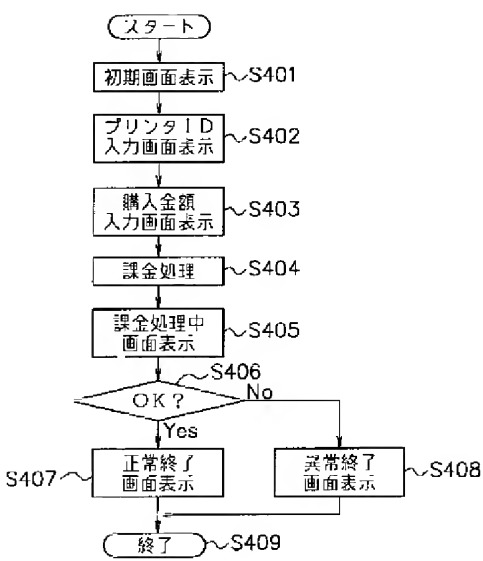 スタート
初期画面表示
S401
プリンタID
入力画面表示
S402
購入金額
入力画面表示
S403
課金処理
S404
課金処理中
画面表示
S405
S406
OK?
No
Yes
S407
正常終了
画面表示
異常終了
画面表示
S408
終了
S409